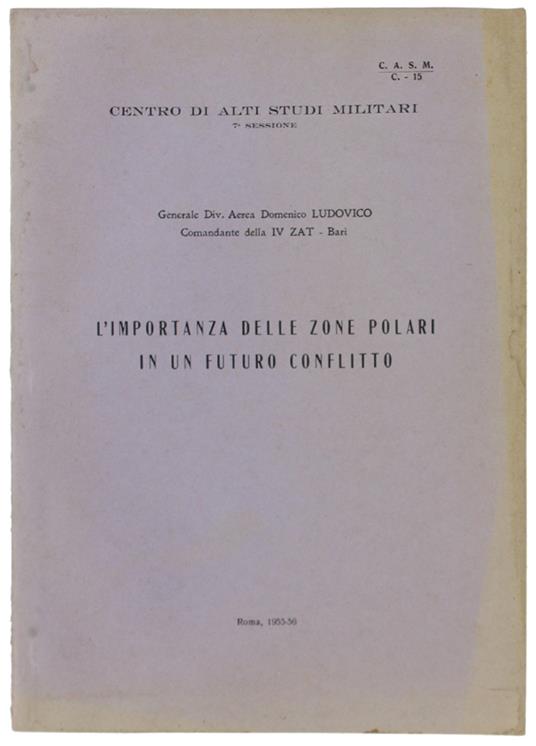 C. A. S. M.
C. - 15
CENTRO DI ALTI STUDI MILITARI
7ª SESSIONE
Generale Div. Aerea Domenico LUDOVICO
Comandante della IV ZAT - Bari
L'IMPORTANZA DELLE ZONE POLARI
IN UN FUTURO CONFLITTO
Roma, 1955-56